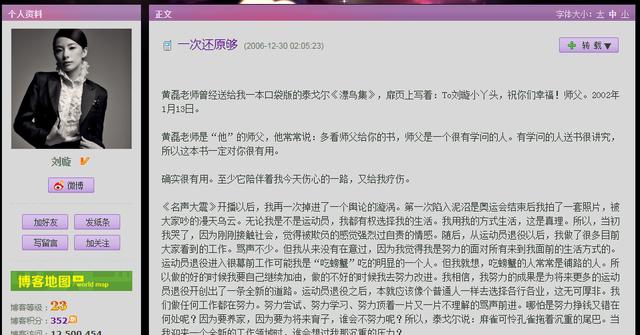 个人资料
正文
字体大小：大 中 小
一次还原够 (2006-12-30 02:05:23)
转载▼
刘璇
微博
加好友 发纸条
写留言 加关注
博客地图 world map
博客等级：23
博客积分：352
博客访问：12,500,454
黄磊老师曾经送给我一本口袋版的泰戈尔《漂鸟集》，扉页上写着：To刘璇小丫头，祝你们幸福！师父。2002年
1月13日。
黄磊老师是“他”的师父，他常常说：多看师父给你的书，师父是一个很有学问的人。有学问的人送书很讲究，
所以这本书一定对你很有用。
确实很有用。至少它陪伴着我今天伤心的一路，又给我疗伤。
《名声大震》开播以后，我再一次掉进了一个舆论的漩涡。第一次陷入泥沼是奥运会结束后我拍了一套照片，被
大家吵的漫天乌云。无论我是不是运动员，我都有权选择我的生活。我用我的方式生活，这是真理。所以，当初
我哭了，因为刚刚接触社会，觉得被欺负的感觉强烈过自责的情感。随后，从运动员退役以后，我做了很多目前
大家看到的工作。骂声不少。但我从来没有在意过，因为我觉得我是努力的面对所有来到我面前的生活方式的。
运动员退役进入银幕前工作可能我是“吃螃蟹”吃的明显的一个人。但我就想，吃螃蟹的人常常是铺路的人。所
以做的好的时候我要自己继续加油，做的不好的时候我去努力改进。我相信，我努力的成果是为将来更多的运动
员退役开创出了一条全新的道路。运动员退役之后，本就应该像个普通人一样去选择各行各业，这无可厚非。我
们做任何工作都在努力。努力尝试、努力学习、努力顶着一片又一片不理解的骂声前进。哪怕是努力挣钱又错在
何处呢？因为要养家，因为要为将来育子，谁会不努力呢？所以，泰戈尔说：麻雀可怜孔雀拖着沉重的尾巴。当
我迎来一个全新的工作领域时，谁会想过我那沉重的压力？